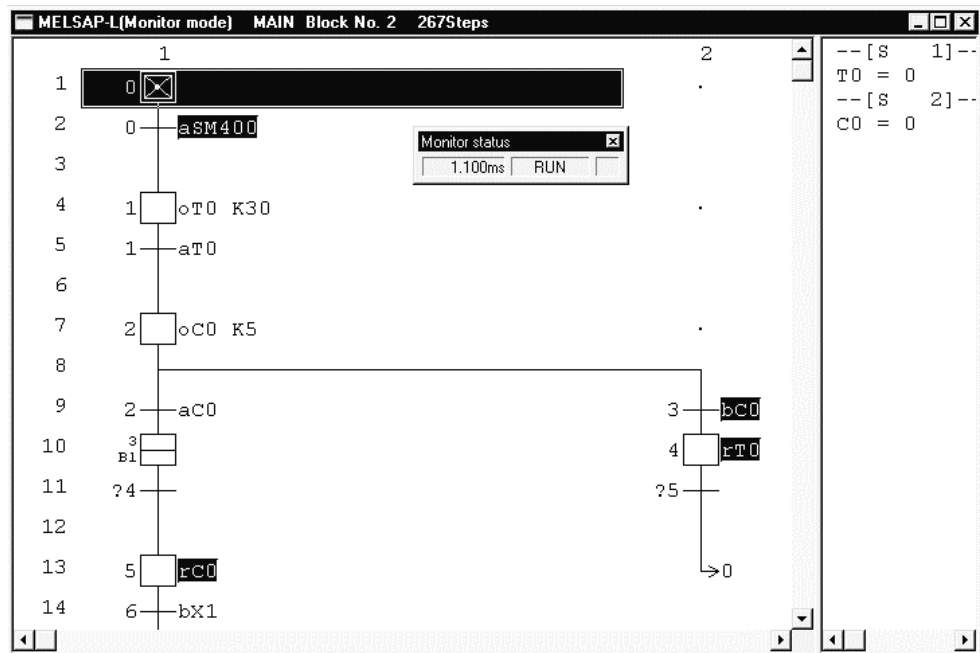 MELSAP-L(Monitor mode) MAIN Block No. 2 267Steps
1 2
1 0
2 0 aSM400
Monitor status
1.100ms RUN
3
4 1 oT0 K30
5 1 aT0
6
7 2 oC0 K5
8
9 2 aC0 3 bC0
10 3 B1 4 rT0
11 ?4 ?5
12
13 5 rC0 0
14 6 bX1
--[S 1]--
T0 = 0
--[S 2]--
C0 = 0